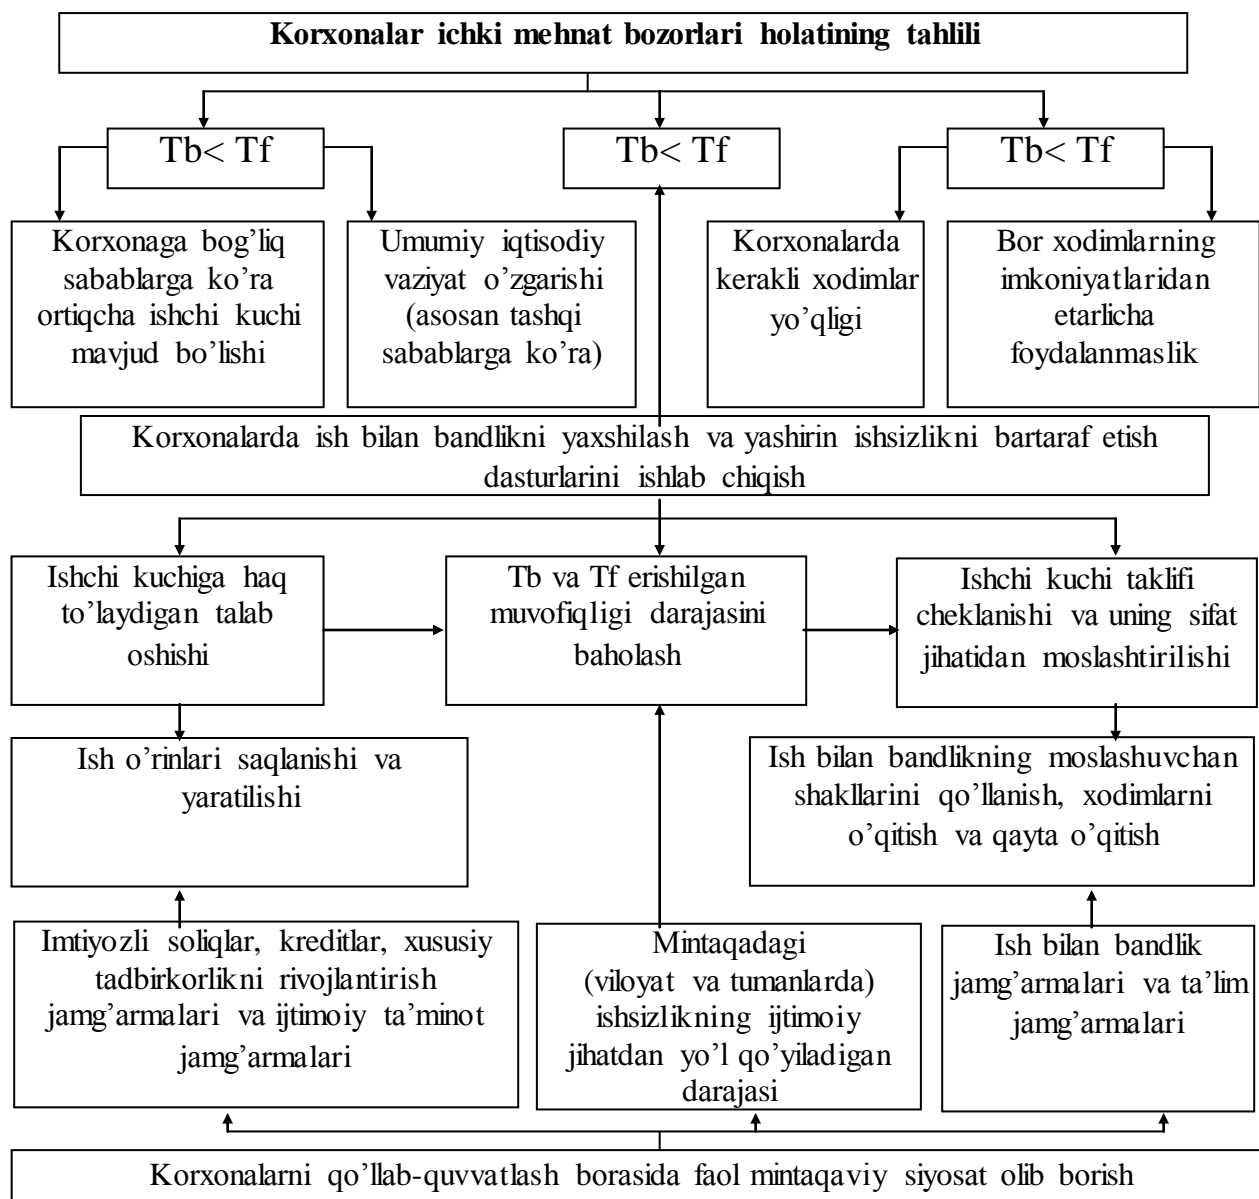 Korxonalar ichki mehnat bozorlari holatining tahlili
Tb< Tf
Tb< Tf
Tb< Tf
Korxonaga bog’liq
sabablarga ko’ra
ortiqcha ishchi kuchi
mavjud bo’lishi
Umumiy iqtisodiy
vaziyat o’zgarishi
(asosan tashqi
sabablarga ko’ra)
Korxonalarda
kerakli xodimlar
yo’qligi
Bor xodimlarning
imkoniyatlaridan
etarlicha
foydalanmaslik
Korxonalarda ish bilan bandlikni yaxshilash va yashirin ishsizlikni bartaraf etish
dasturlarini ishlab chiqish
Ishchi kuchiga haq
to’laydigan talab
oshishi
Tb va Tf erishilgan
muvofiqligi darajasini
baholash
Ishchi kuchi taklifi
cheklanishi va uning sifat
jihatidan moslashtirilishi
Ish o’rinlari saqlanishi va
yaratilishi
Ish bilan bandlikning moslashuvchan
shakllarini qo’llanish, xodimlarni
o’qitish va qayta o’qitish
Imtiyozli soliqlar, kreditlar, xususiy
tadbirkorlikni rivojlantirish
jamg’armalari va ijtimoiy ta’minot
jamg’armalari
Mintaqadagi
(viloyat va tumanlarda)
ishsizlikning ijtimoiy
jihatdan yo’l qo’yiladigan
darajasi
Ish bilan bandlik
jamg’armalari va ta’lim
jamg’armalari
Korxonalarni qo’llab-quvvatlash borasida faol mintaqaviy siyosat olib borish